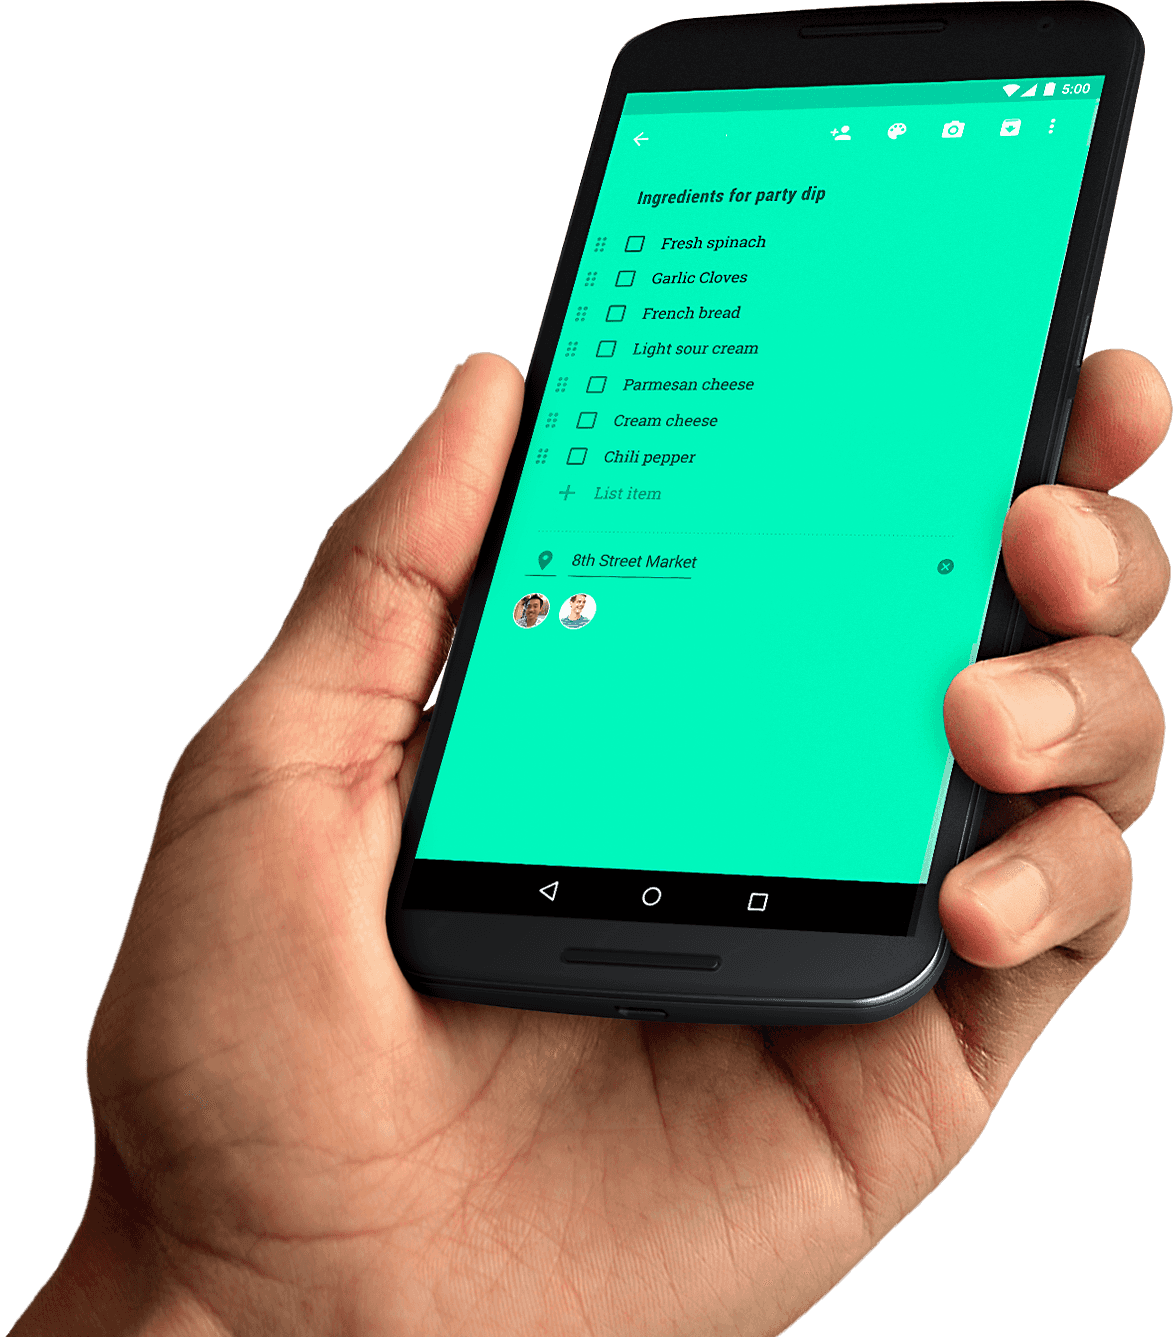 5:00
Ingredients for party dip
Fresh spinach
Garlic Cloves
French bread
Light sour cream
Parmesan cheese
Cream cheese
Chili pepper
List item
8th Street Market